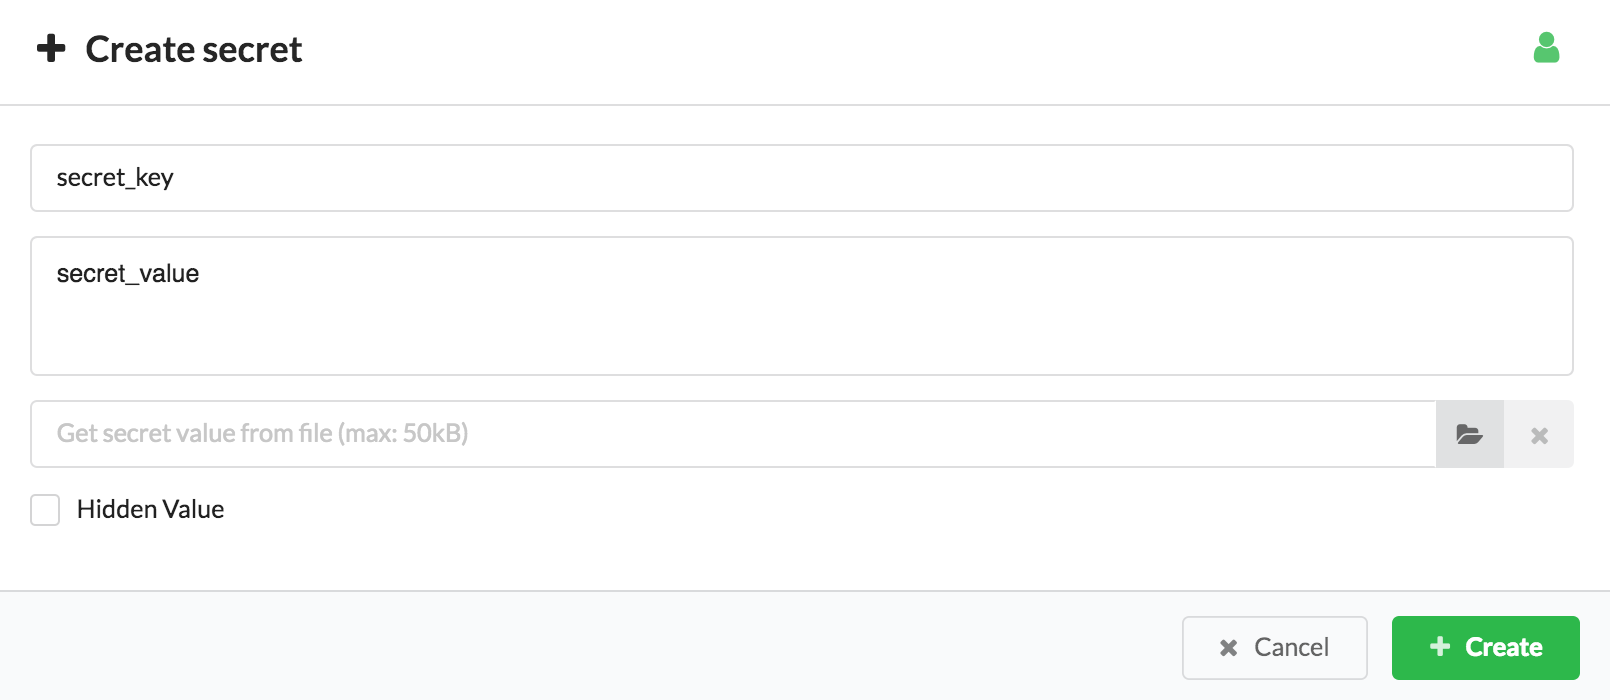 Create secret
secret_key
secret_value
Get secret value from file (max: 50kB)
Hidden Value
Cancel
Create